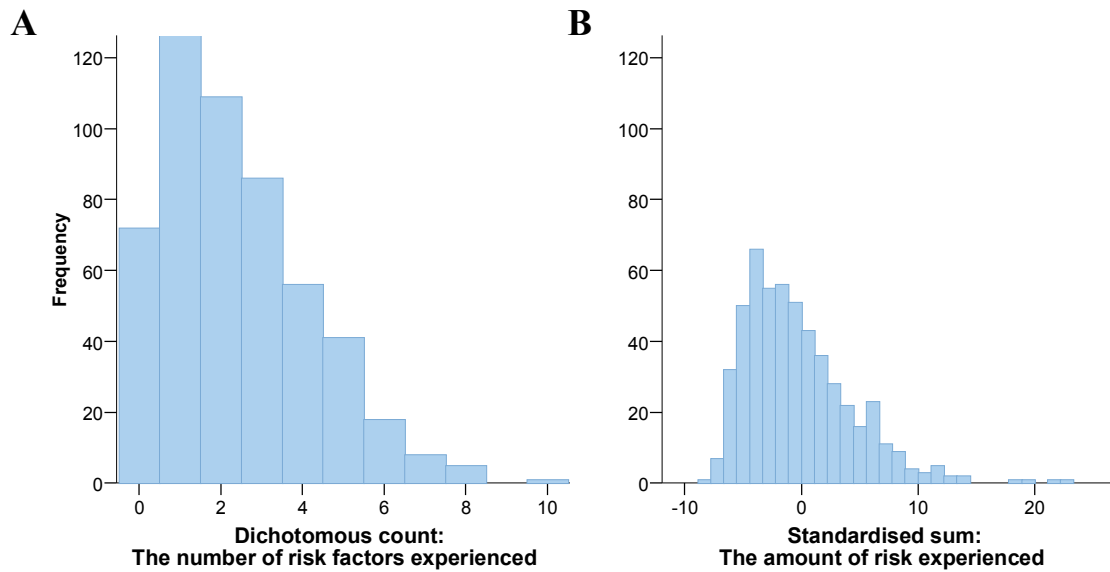 A
B
120
100
80
60
40
20
0
Frequency
0 2 4 6 8 10
Dichotomous count:
The number of risk factors experienced
120
100
80
60
40
20
0
-10 0 10 20
Standardised sum:
The amount of risk experienced